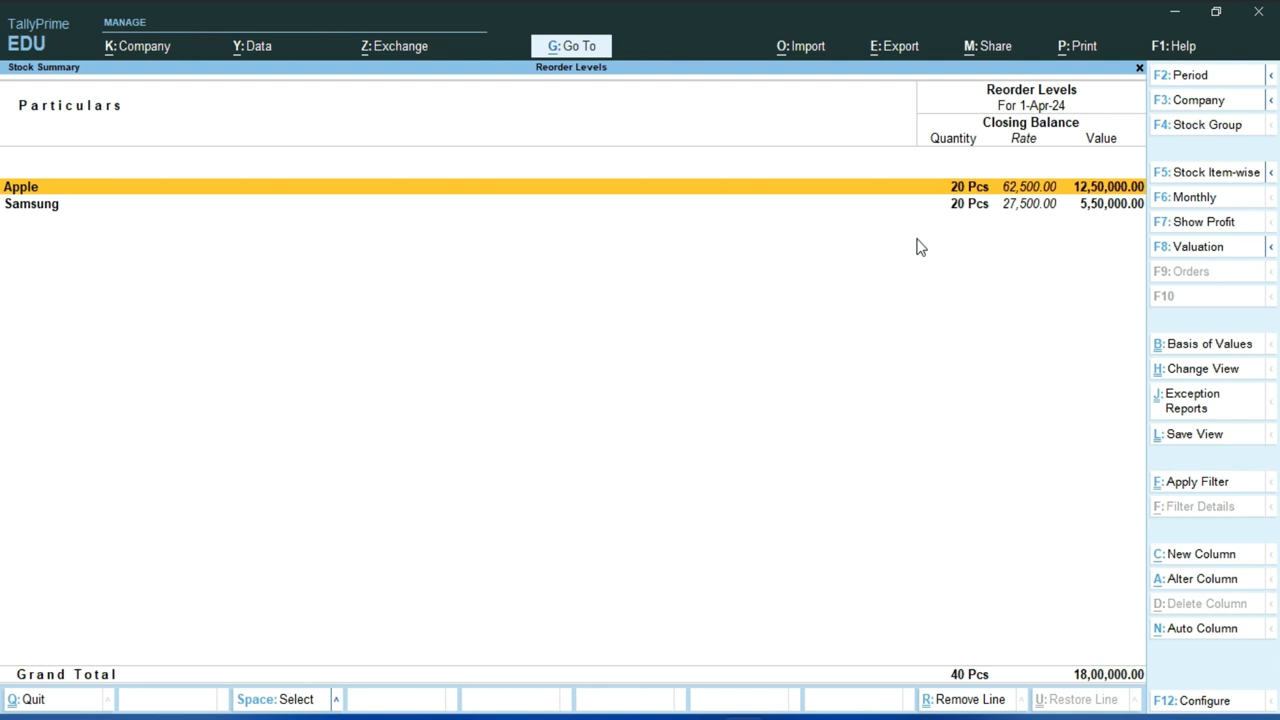 TallyPrime
EDU
MANAGE
K: Company
Y: Data
Z: Exchange
G: Go To
O: Import
E: Export
M: Share
P: Print
F1: Help
Stock Summary
Reorder Levels
x
Particulars
Reorder Levels
For 1-Apr-24
Closing Balance
Quantity Rate Value
Apple 20 Pcs 62,500.00 12,50,000.00
Samsung 20 Pcs 27,500.00 5,50,000.00
Grand Total 40 Pcs 18,00,000.00
F2: Period
F3: Company
F4: Stock Group
F5: Stock Item-wise
F6: Monthly
F7: Show Profit
F8: Valuation
F9: Orders
F10
B: Basis of Values
H: Change View
J: Exception
Reports
L: Save View
F: Apply Filter
F: Filter Details
C: New Column
A: Alter Column
D: Delete Column
N: Auto Column
Q: Quit
Space: Select
R: Remove Line
U: Restore Line
F12: Configure